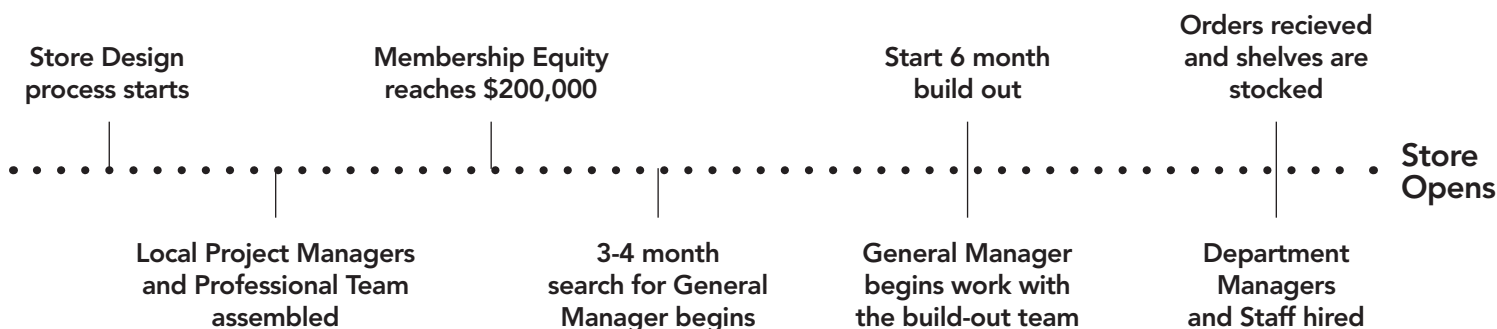 Store Design
process starts
Membership Equity
reaches $200,000
Start 6 month
build out
Orders recieved
and shelves are
stocked
Store
Opens
Local Project Managers
and Professional Team
assembled
3-4 month
search for General
Manager begins
General Manager
begins work with
the build-out team
Department
Managers
and Staff hired